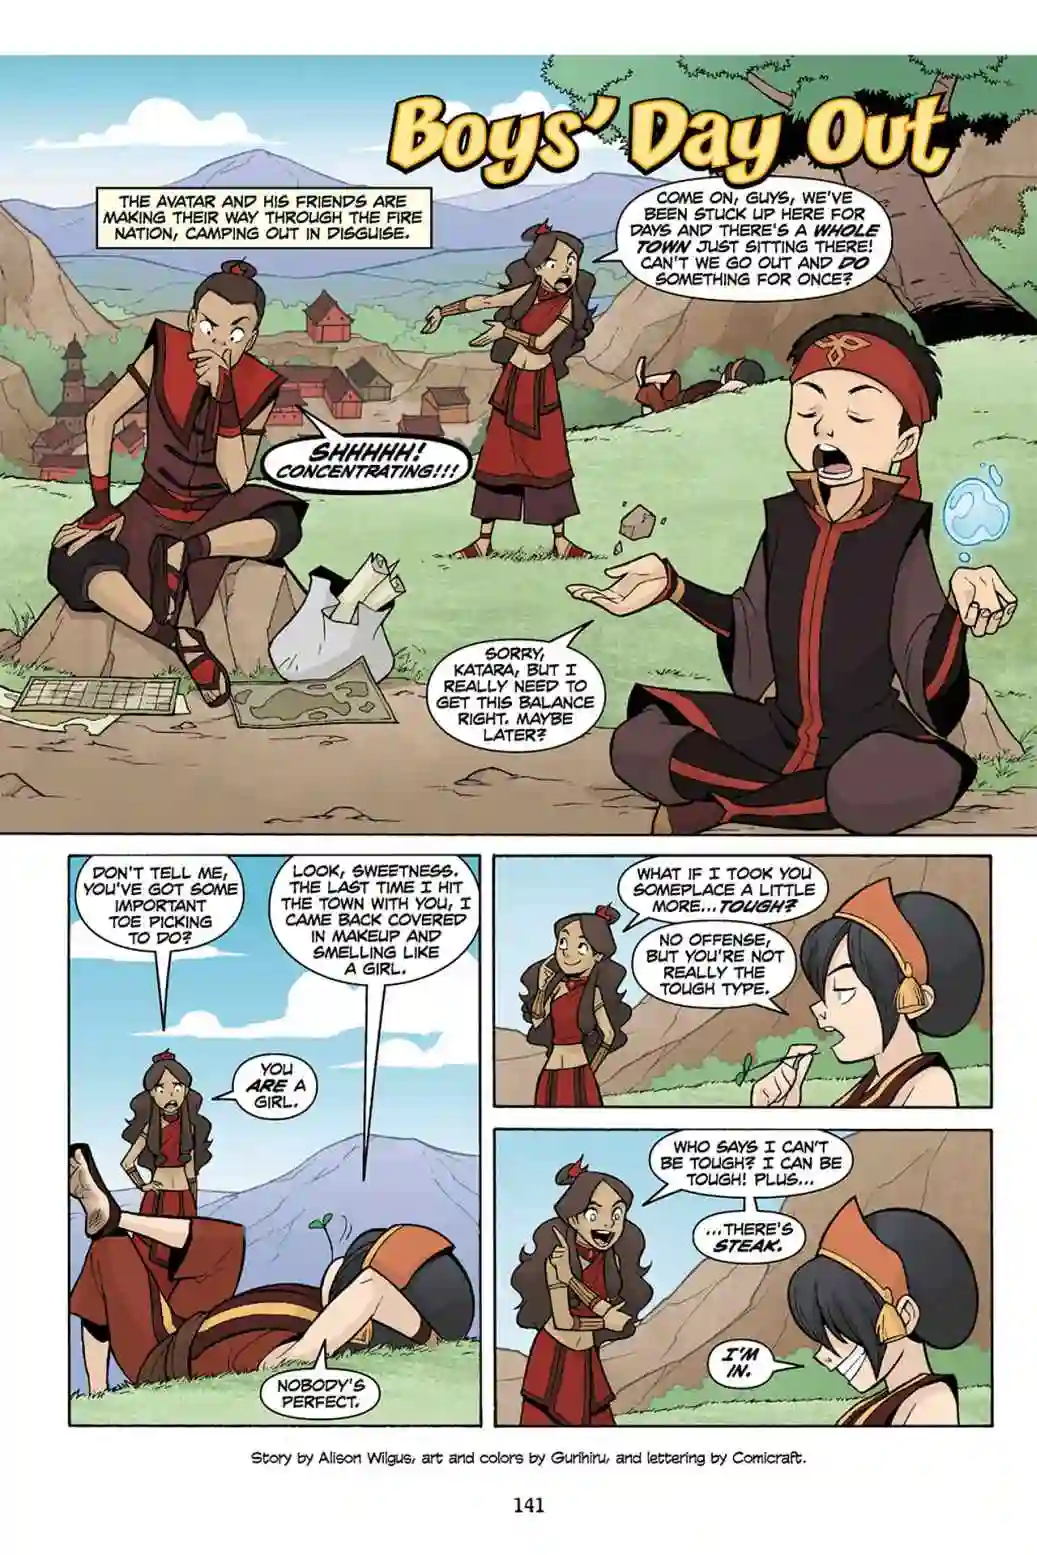 Boys' Day Out
THE AVATAR AND HIS FRIENDS ARE
MAKING THEIR WAY THROUGH THE FIRE
NATION, CAMPING OUT IN DISGUISE.
COME ON, GUYS, WE'VE
BEEN STUCK UP HERE FOR
DAYS AND THERE'S A WHOLE
TOWN JUST SITTING THERE!
CAN'T WE GO OUT AND DO
SOMETHING FOR ONCE?
SHHHHH!
CONCENTRATING!!!
SORRY,
KATARA, BUT I
REALLY NEED TO
GET THIS BALANCE
RIGHT. MAYBE
LATER?
DON'T TELL ME,
YOU'VE GOT SOME
IMPORTANT
TOE PICKING
TO DO?
LOOK, SWEETNESS.
THE LAST TIME I HIT
THE TOWN WITH YOU, I
CAME BACK COVERED
IN MAKEUP AND
SMELLING LIKE
A GIRL.
YOU
ARE A
GIRL.
NOBODY'S
PERFECT.
WHAT IF I TOOK YOU
SOMEPLACE A LITTLE
MORE...TOUGH?
NO OFFENSE,
BUT YOU'RE NOT
REALLY THE
TOUGH TYPE.
WHO SAYS I CAN'T
BE TOUGH? I CAN BE
TOUGH! PLUS...
...THERE'S
STEAK.
I'M
IN.
Story by Alison Wilgus, art and colors by Gurihiru, and lettering by Comicraft.
141